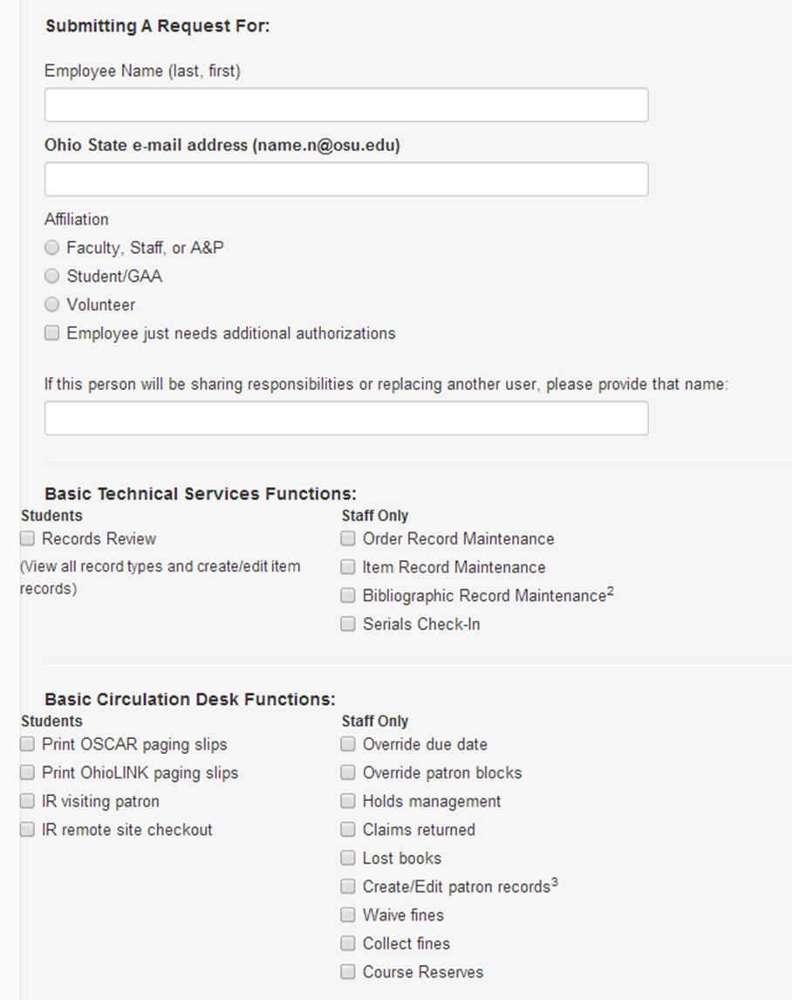 Submitting A Request For:
Employee Name (last, first)
Ohio State e-mail address (name.n@osu.edu)
Affiliation
Faculty, Staff, or A&P
Student/GAA
Volunteer
Employee just needs additional authorizations
If this person will be sharing responsibilities or replacing another user, please provide that name:
Basic Technical Services Functions:
Students
Records Review
(View all record types and create/edit item
records)
Staff Only
Order Record Maintenance
Item Record Maintenance
Bibliographic Record Maintenance2
Serials Check-In
Basic Circulation Desk Functions:
Students
Print OSCAR paging slips
Print OhioLINK paging slips
IR visiting patron
IR remote site checkout
Staff Only
Override due date
Override patron blocks
Holds management
Claims returned
Lost books
Create/Edit patron records3
Waive fines
Collect fines
Course Reserves